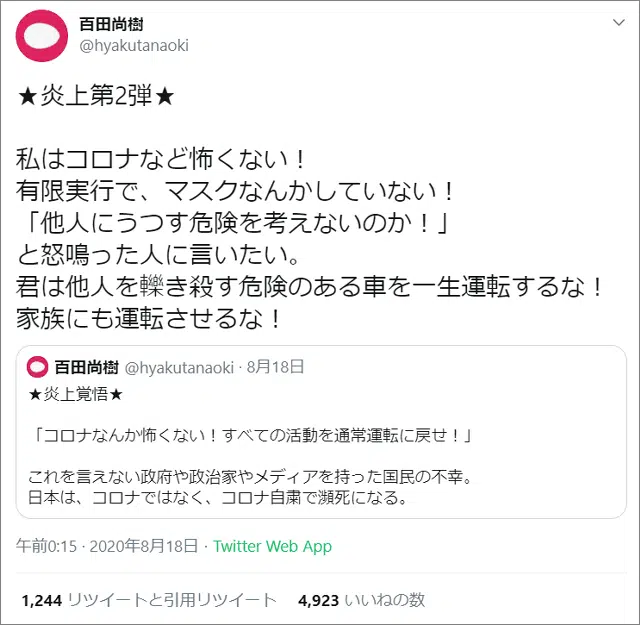 百田尚樹
@hyakutanaoki
★炎上第2弾★
私はコロナなど怖くない！
有限実行で、マスクなんかしていない！
「他人にうつす危険を考えないのか！」
と怒鳴った人に言いたい。
君は他人を轢き殺す危険のある車を一生運転するな！
家族にも運転させるな！
百田尚樹 @hyakutanaoki · 8月18日
★炎上覚悟★
「コロナなんか怖くない！すべての活動を通常運転に戻せ！」
これを言えない政府や政治家やメディアを持った国民の不幸。
日本は、コロナではなく、コロナ自粛で瀕死になる。
午前0:15 · 2020年8月18日 · Twitter Web App
1,244 リツイートと引用リツイート 4,923 いいねの数